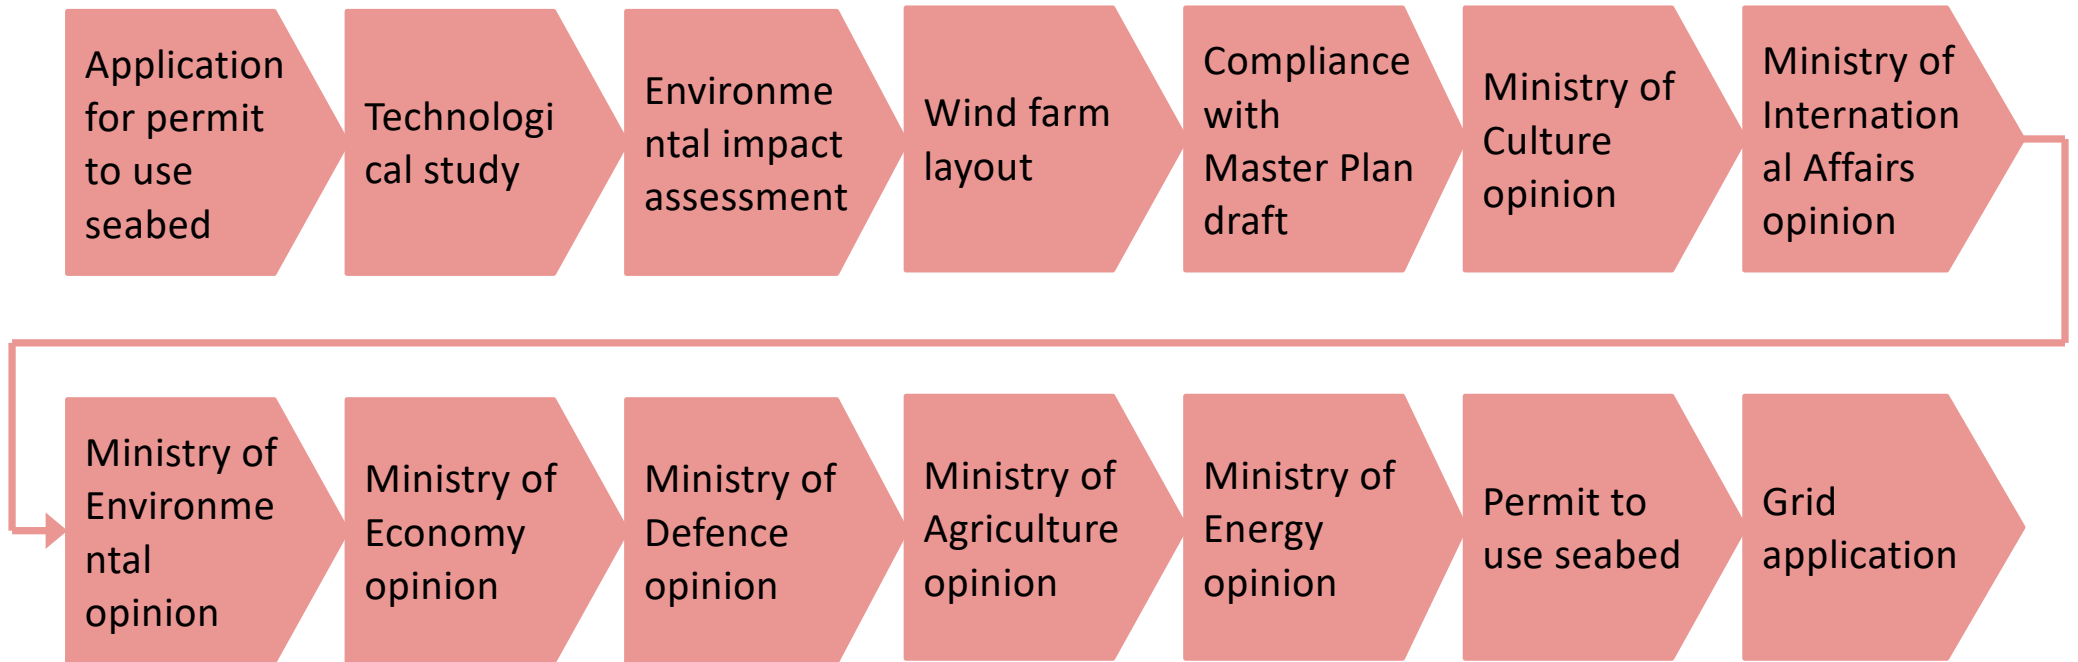 Application
for permit
to use
seabed
Technologi
cal study
Environme
ntal impact
assessment
Wind farm
layout
Compliance
with
Master Plan
draft
Ministry of
Culture
opinion
Ministry of
Internation
al Affairs
opinion
Ministry of
Environme
ntal
opinion
Ministry of
Economy
opinion
Ministry of
Defence
opinion
Ministry of
Agriculture
opinion
Ministry of
Energy
opinion
Permit to
use seabed
Grid
application